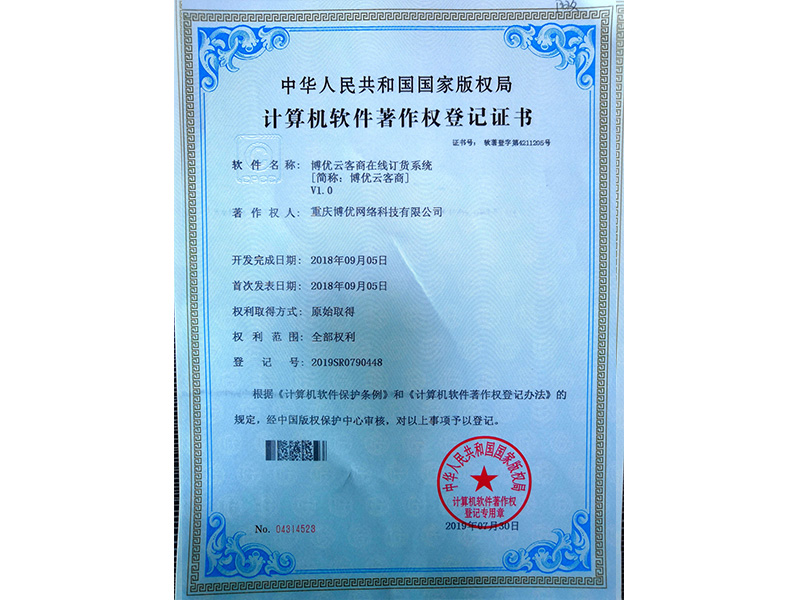 1330
中华人民共和国国家版权局
计算机软件著作权登记证书
证书号： 软著登字第4211205号
软件名称： 博优云客商在线订货系统
[简称：博优云客商]
V1.0
著作权人： 重庆博优网络科技有限公司
开发完成日期： 2018年09月05日
首次发表日期： 2018年09月05日
权利取得方式： 原始取得
权利范围： 全部权利
登记号： 2019SR0790448
根据《计算机软件保护条例》和《计算机软件著作权登记办法》的
规定，经中国版权保护中心审核，对以上事项予以登记。
中华人民共和国国家版权局
计算机软件著作权
登记专用章
No. 04314523
2019年07月30日